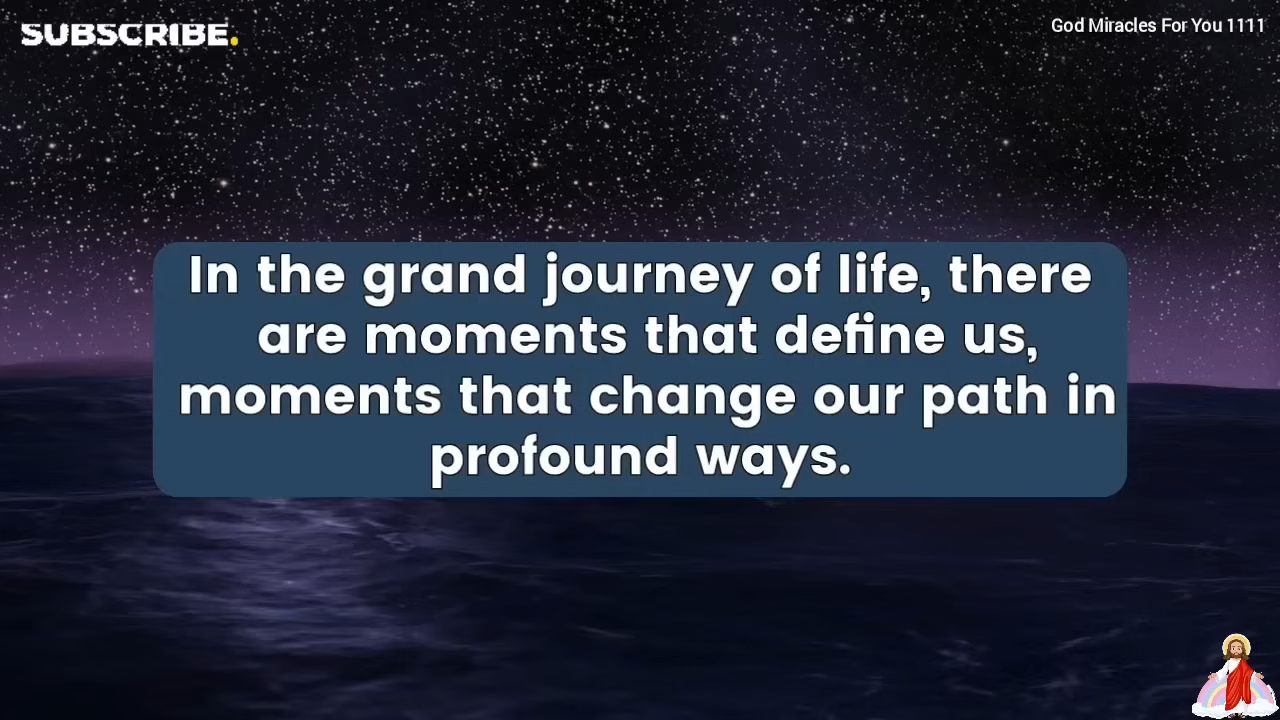 SUBSCRIBE.
God Miracles For You 1111
In the grand journey of life, there
are moments that define us,
moments that change our path in
profound ways.